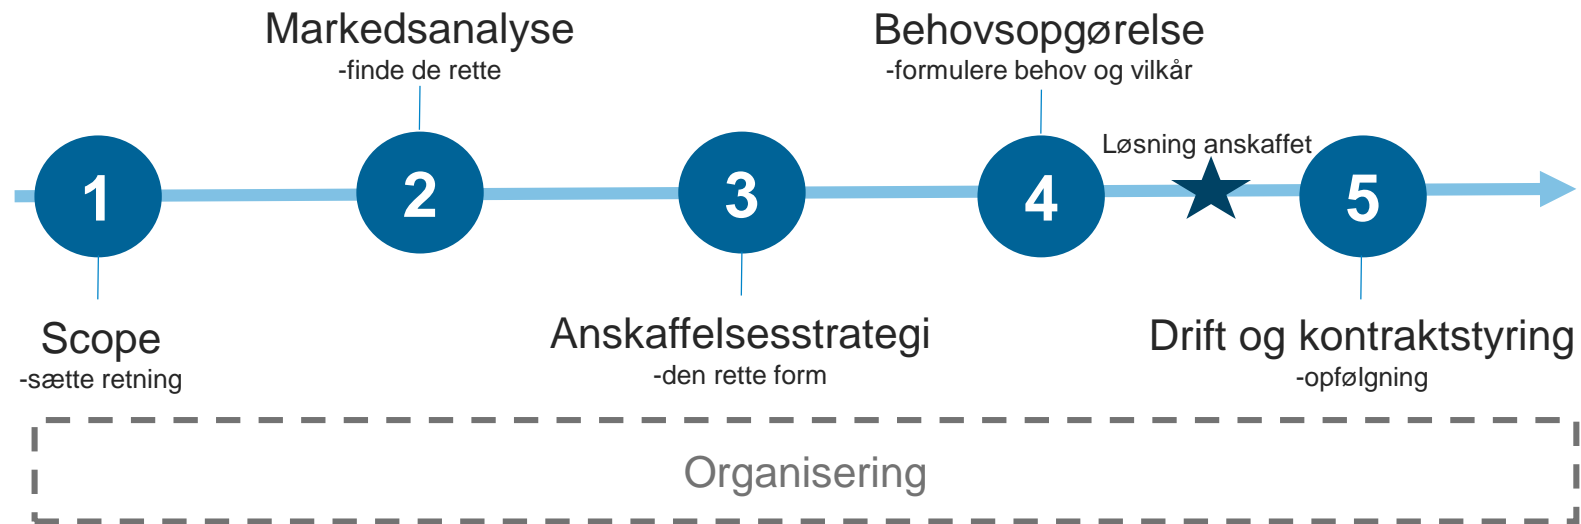 Markedsanalyse
-finde de rette
Behovsopgørelse
-formulere behov og vilkår
Løsning anskaffet
1
2
3
4
5
Scope
-sætte retning
Anskaffelsesstrategi
-den rette form
Drift og kontraktstyring
-opfølgning
Organisering